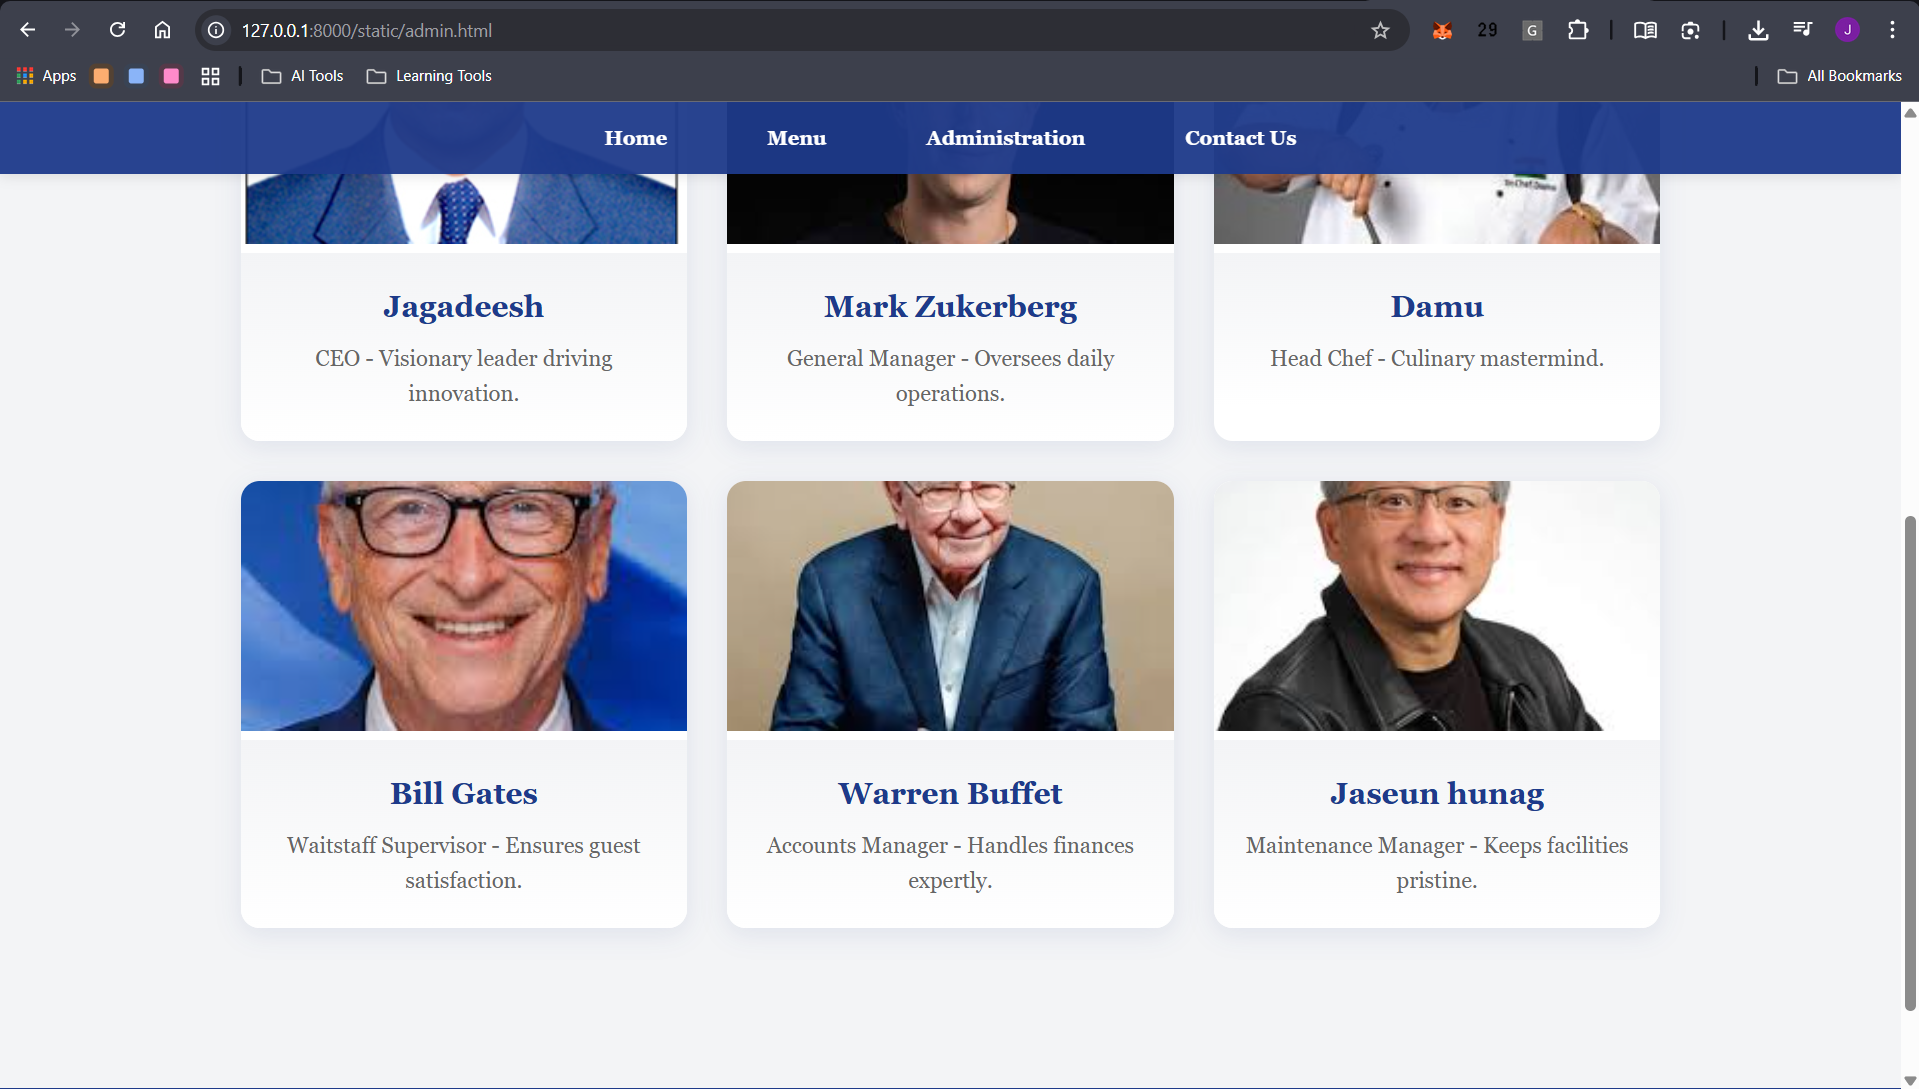 127.0.0.1:8000/static/admin.html
29
G
J
Apps
AI Tools
Learning Tools
All Bookmarks
Home Menu Administration Contact Us
Jagadeesh
CEO - Visionary leader driving
innovation.
Mark Zukerberg
General Manager - Oversees daily
operations.
Damu
Head Chef - Culinary mastermind.
Bill Gates
Waitstaff Supervisor - Ensures guest
satisfaction.
Warren Buffet
Accounts Manager - Handles finances
expertly.
Jaseun hunag
Maintenance Manager - Keeps facilities
pristine.